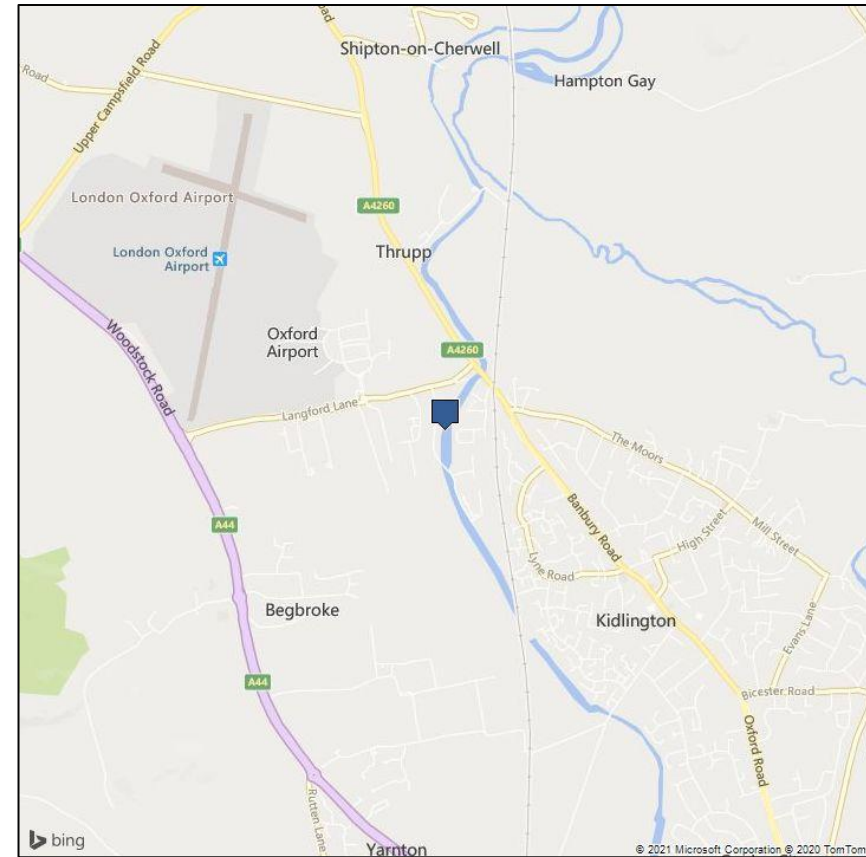 Road
Shipton-on-Cherwell
Hampton Gay
Road
Upper Campsfield Road
London Oxford Airport
A4260
London Oxford
Airport
Thrupp
Woodstock Road
Oxford
Airport
A4260
Langford Lane
The Moors
Banbury Road
High Street
Mill Street
A44
Lyne Road
Begbroke
Kidlington
Evans Lane
A44
Bicester Road
Oxford Road
Rutten Lane
bing
Yarnton
© 2021 Microsoft Corporation © 2020 TomTom